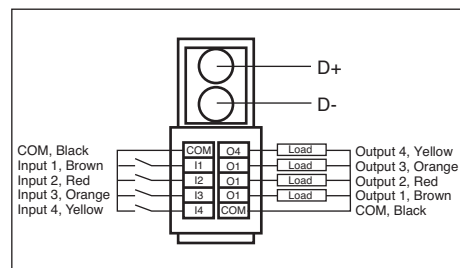 D+
D-
COM, Black
Input 1, Brown
Input 2, Red
Input 3, Orange
Input 4, Yellow
COM O4
I1 O1
I2 O1
I3 O1
I4 COM
Load
Load
Load
Load
Output 4, Yellow
Output 3, Orange
Output 2, Red
Output 1, Brown
COM, Black